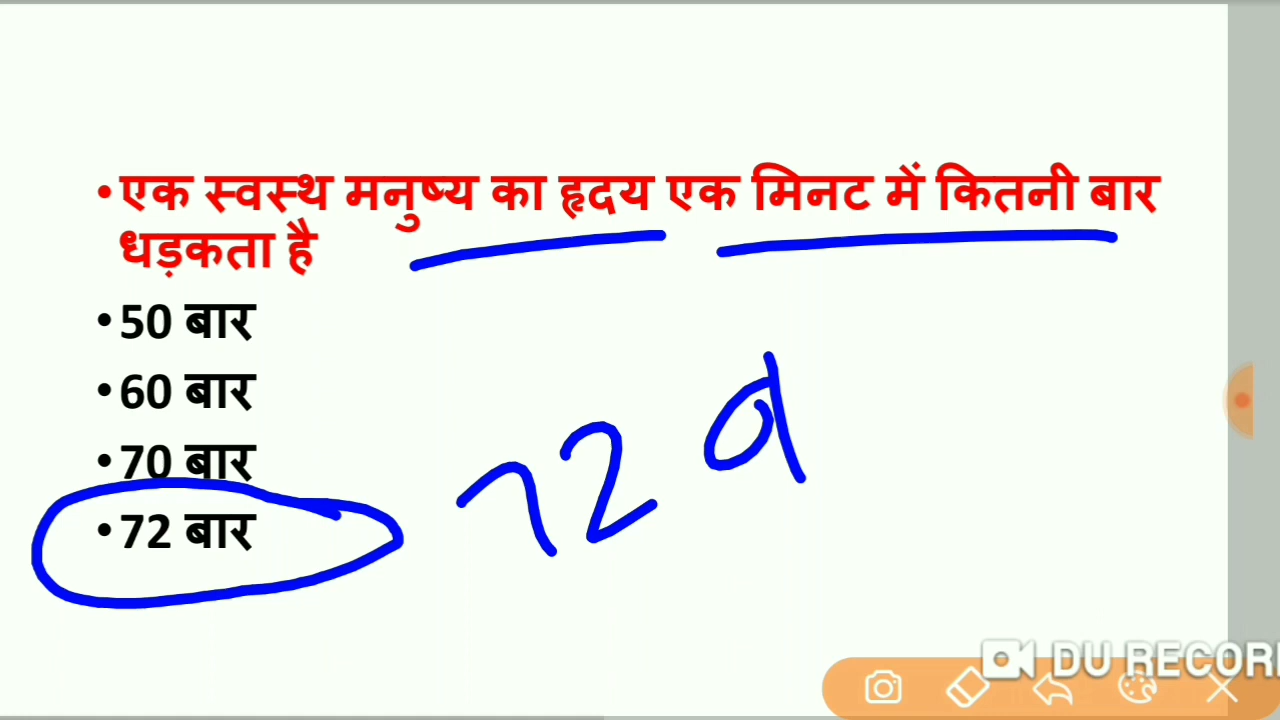 •एक स्वस्थ मनुष्य का हृदय एक मिनट में कितनी बार
धड़कता है
•50 बार
•60 बार
•70 बार
•72 बार
72
DU RECOR